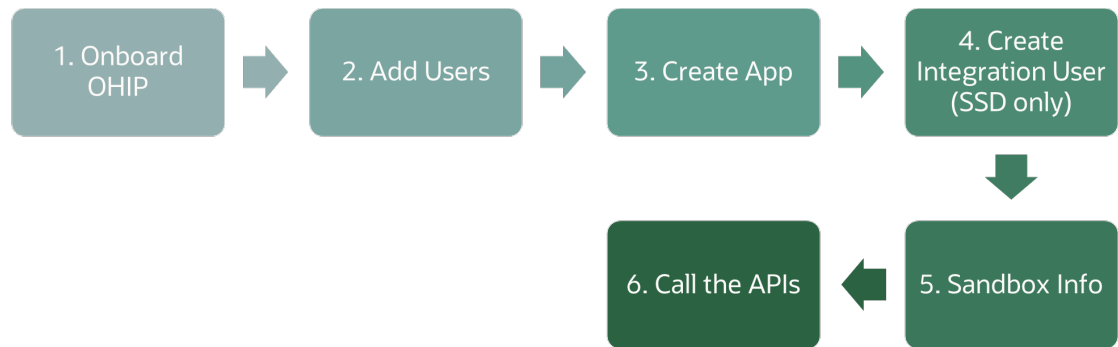 1. Onboard
OHIP
2. Add Users
3. Create App
4. Create
Integration User
(SSD only)
5. Sandbox Info
6. Call the APIs